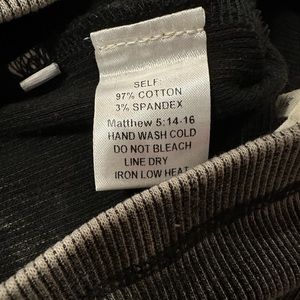 SELF:
97% COTTON
3% SPANDEX
Matthew 5:14-16
HAND WASH COLD
DO NOT BLEACH
LINE DRY
IRON LOW HEAT